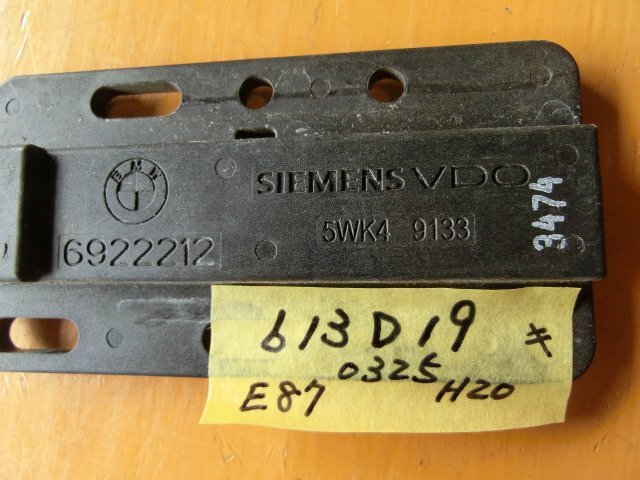 BMW
SIEMENS VDO
6922212
5WK4 9133
3474
613D19 キ
0325
E87 H20